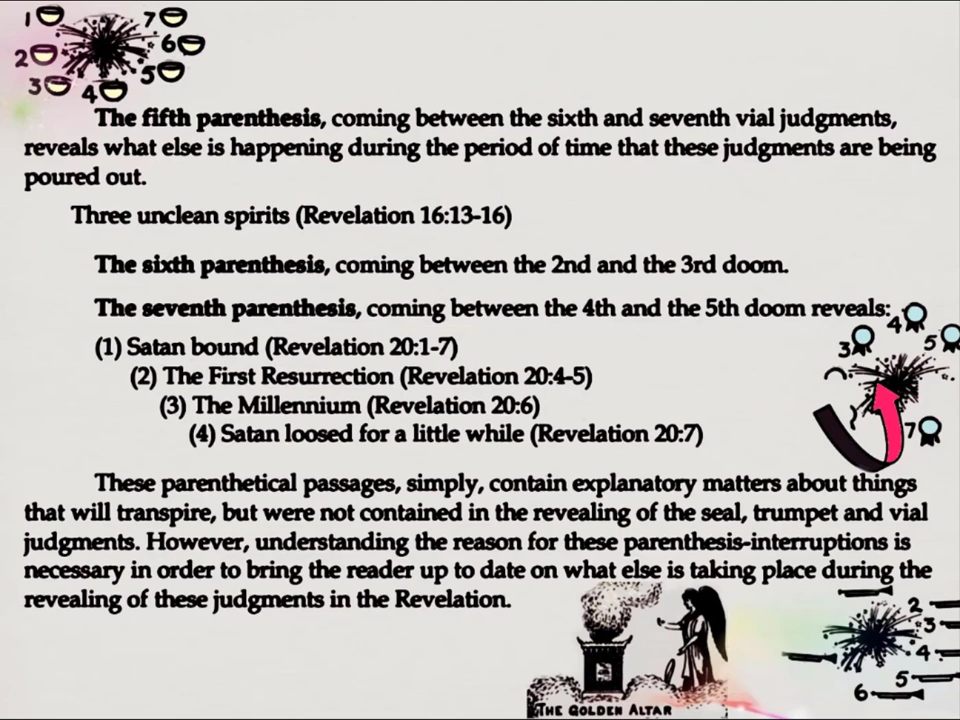 1 7
2 6
3 4 5
The fifth parenthesis, coming between the sixth and seventh vial judgments,
reveals what else is happening during the period of time that these judgments are being
poured out.
Three unclean spirits (Revelation 16:13-16)
The sixth parenthesis, coming between the 2nd and the 3rd doom.
The seventh parenthesis, coming between the 4th and the 5th doom reveals:
(1) Satan bound (Revelation 20:1-7)
(2) The First Resurrection (Revelation 20:4-5)
(3) The Millennium (Revelation 20:6)
(4) Satan loosed for a little while (Revelation 20:7)
3 4 5
7
These parenthetical passages, simply, contain explanatory matters about things
that will transpire, but were not contained in the revealing of the seal, trumpet and vial
judgments. However, understanding the reason for these parenthesis-interruptions is
necessary in order to bring the reader up to date on what else is taking place during the
revealing of these judgments in the Revelation.
THE GOLDEN ALTAR
2
3
4
5
6